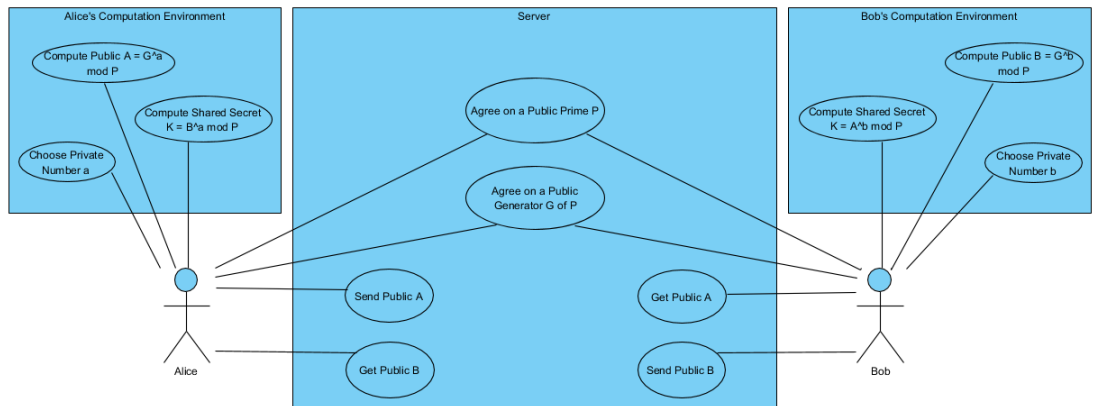 Alice's Computation Environment
Compute Public A = G^a
mod P
Compute Shared Secret
K = B^a mod P
Choose Private
Number a
Server
Agree on a Public Prime P
Agree on a Public
Generator G of P
Send Public A
Get Public B
Get Public A
Send Public B
Bob's Computation Environment
Compute Public B = G^b
mod P
Compute Shared Secret
K = A^b mod P
Choose Private
Number b
Alice
Bob